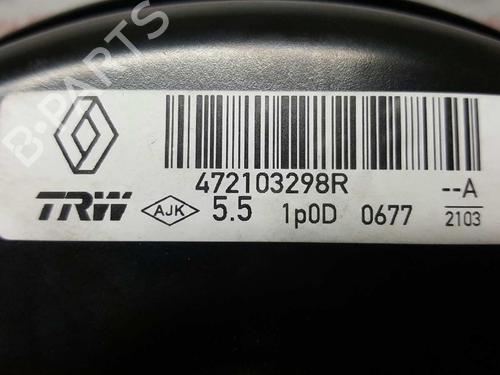 B-PARTS
472103298R --A
TRW AJK 5.5 1p0D 0677 2103